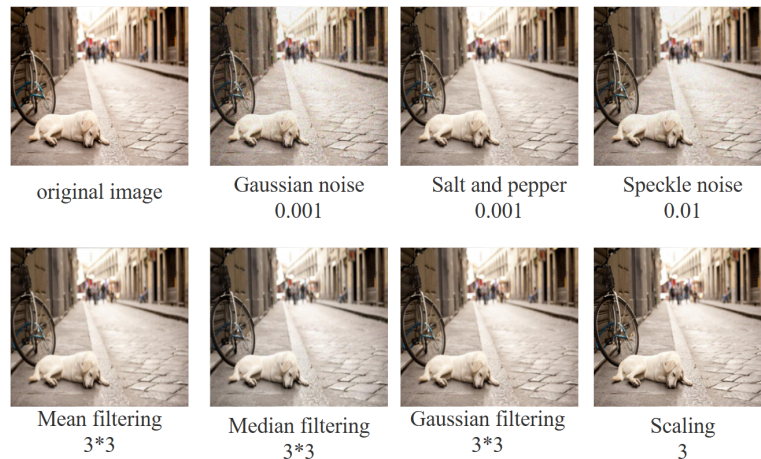 original image
Gaussian noise
0.001
Salt and pepper
0.001
Speckle noise
0.01
Mean filtering
3*3
Median filtering
3*3
Gaussian filtering
3*3
Scaling
3